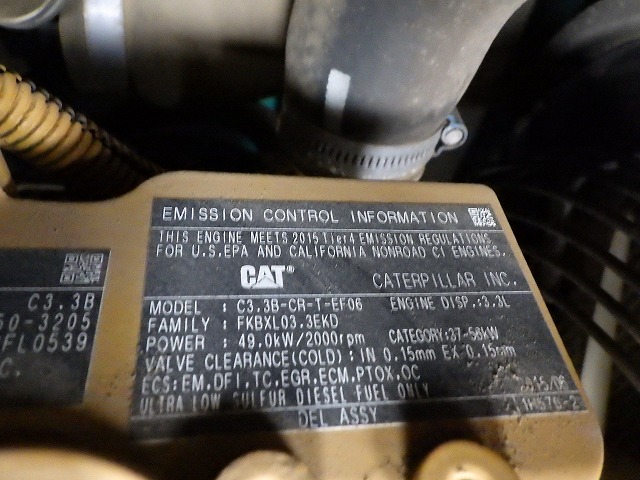 EMISSION CONTROL INFORMATION
THIS ENGINE MEETS 2015 Tier4 EMISSION REGULATIONS
FOR U.S.EPA AND CALIFORNIA NONROAD CI ENGINES.
CAT CATERPILLAR INC.
MODEL : C3.3B-CR-T-EF06 ENGINE DISP.:3.3L
FAMILY : FKBXL03.3EKD
POWER : 49.0kW/2000rpm CATEGORY:37-56kW
VALVE CLEARANCE(COLD): IN 0.15mm EX 0.15mm
ECS:EM,DFI,TC,EGR,ECM,PTOX,OC
ULTRA LOW SULFUR DIESEL FUEL ONLY
DEL ASSY
C3.3B
50-3205
FL0539
C.